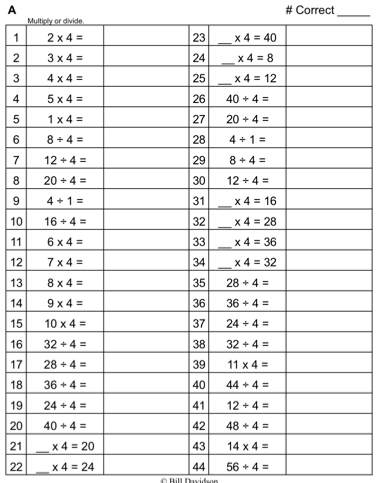 A # Correct _____
Multiply or divide.
1 2 x 4 = 23 __ x 4 = 40
2 3 x 4 = 24 __ x 4 = 8
3 4 x 4 = 25 __ x 4 = 12
4 5 x 4 = 26 40 ÷ 4 =
5 1 x 4 = 27 20 ÷ 4 =
6 8 ÷ 4 = 28 4 ÷ 1 =
7 12 ÷ 4 = 29 8 ÷ 4 =
8 20 ÷ 4 = 30 12 ÷ 4 =
9 4 ÷ 1 = 31 __ x 4 = 16
10 16 ÷ 4 = 32 __ x 4 = 28
11 6 x 4 = 33 __ x 4 = 36
12 7 x 4 = 34 __ x 4 = 32
13 8 x 4 = 35 28 ÷ 4 =
14 9 x 4 = 36 36 ÷ 4 =
15 10 x 4 = 37 24 ÷ 4 =
16 32 ÷ 4 = 38 32 ÷ 4 =
17 28 ÷ 4 = 39 11 x 4 =
18 36 ÷ 4 = 40 44 ÷ 4 =
19 24 ÷ 4 = 41 12 ÷ 4 =
20 40 ÷ 4 = 42 48 ÷ 4 =
21 __ x 4 = 20 43 14 x 4 =
22 __ x 4 = 24 44 56 ÷ 4 =
© Bill Davidson